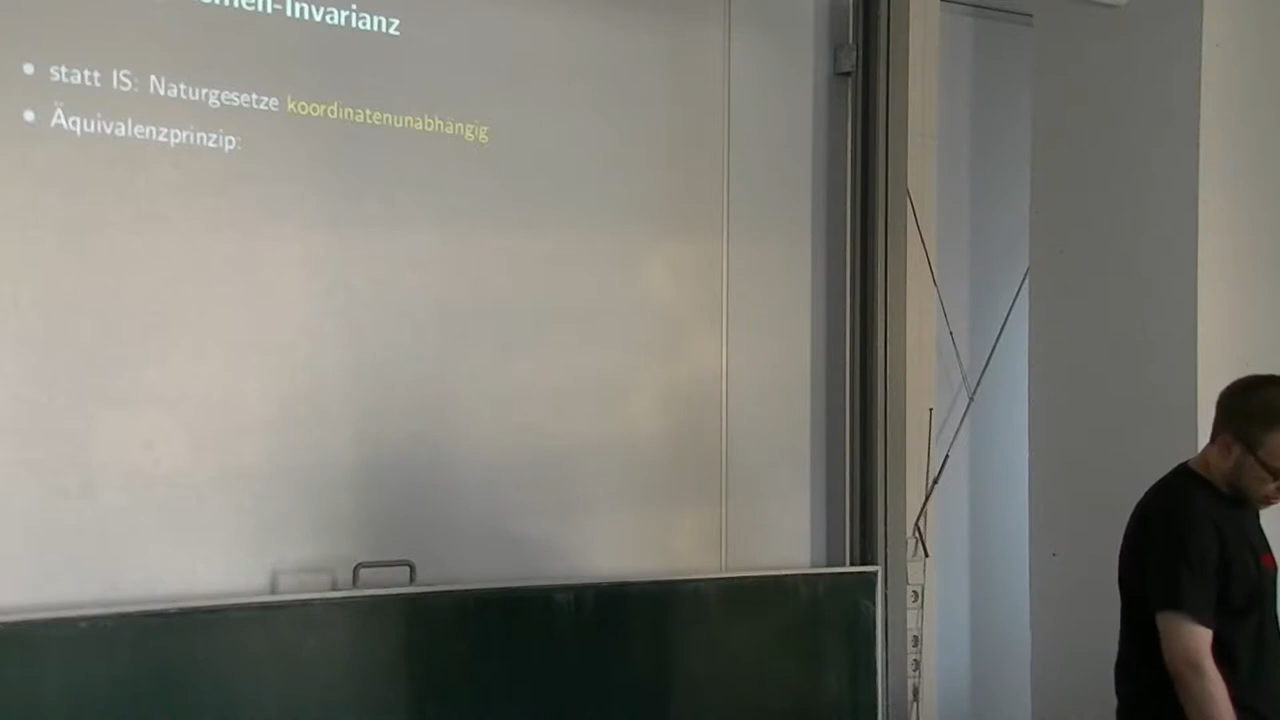 -Invarianz
• statt IS: Naturgesetze koordinatenunabhängig
• Äquivalenzprinzip: